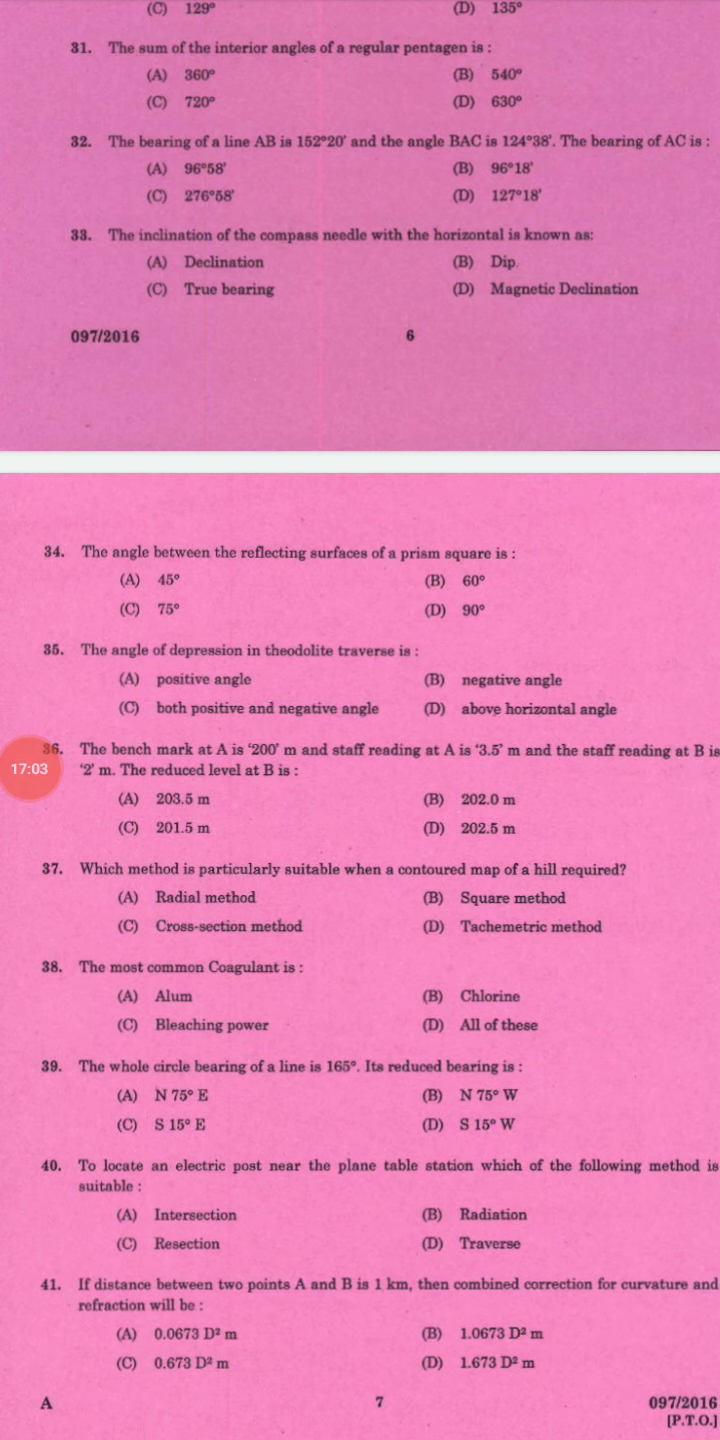 (C) 129° (D) 135°
31. The sum of the interior angles of a regular pentagen is :
(A) 360° (B) 540°
(C) 720° (D) 630°
32. The bearing of a line AB is 152°20' and the angle BAC is 124°38'. The bearing of AC is :
(A) 96°58' (B) 96°18'
(C) 276°58' (D) 127°18'
33. The inclination of the compass needle with the horizontal is known as:
(A) Declination (B) Dip
(C) True bearing (D) Magnetic Declination
097/2016 6
34. The angle between the reflecting surfaces of a prism square is :
(A) 45° (B) 60°
(C) 75° (D) 90°
35. The angle of depression in theodolite traverse is :
(A) positive angle (B) negative angle
(C) both positive and negative angle (D) above horizontal angle
36. The bench mark at A is '200' m and staff reading at A is '3.5' m and the staff reading at B is
17:03 '2' m. The reduced level at B is :
(A) 203.5 m (B) 202.0 m
(C) 201.5 m (D) 202.5 m
37. Which method is particularly suitable when a contoured map of a hill required?
(A) Radial method (B) Square method
(C) Cross-section method (D) Tachemetric method
38. The most common Coagulant is :
(A) Alum (B) Chlorine
(C) Bleaching power (D) All of these
39. The whole circle bearing of a line is 165°. Its reduced bearing is :
(A) N 75° E (B) N 75° W
(C) S 15° E (D) S 15° W
40. To locate an electric post near the plane table station which of the following method is
suitable :
(A) Intersection (B) Radiation
(C) Resection (D) Traverse
41. If distance between two points A and B is 1 km, then combined correction for curvature and
refraction will be :
(A) 0.0673 D² m (B) 1.0673 D² m
(C) 0.673 D² m (D) 1.673 D² m
A 7 097/2016
[P.T.O.]